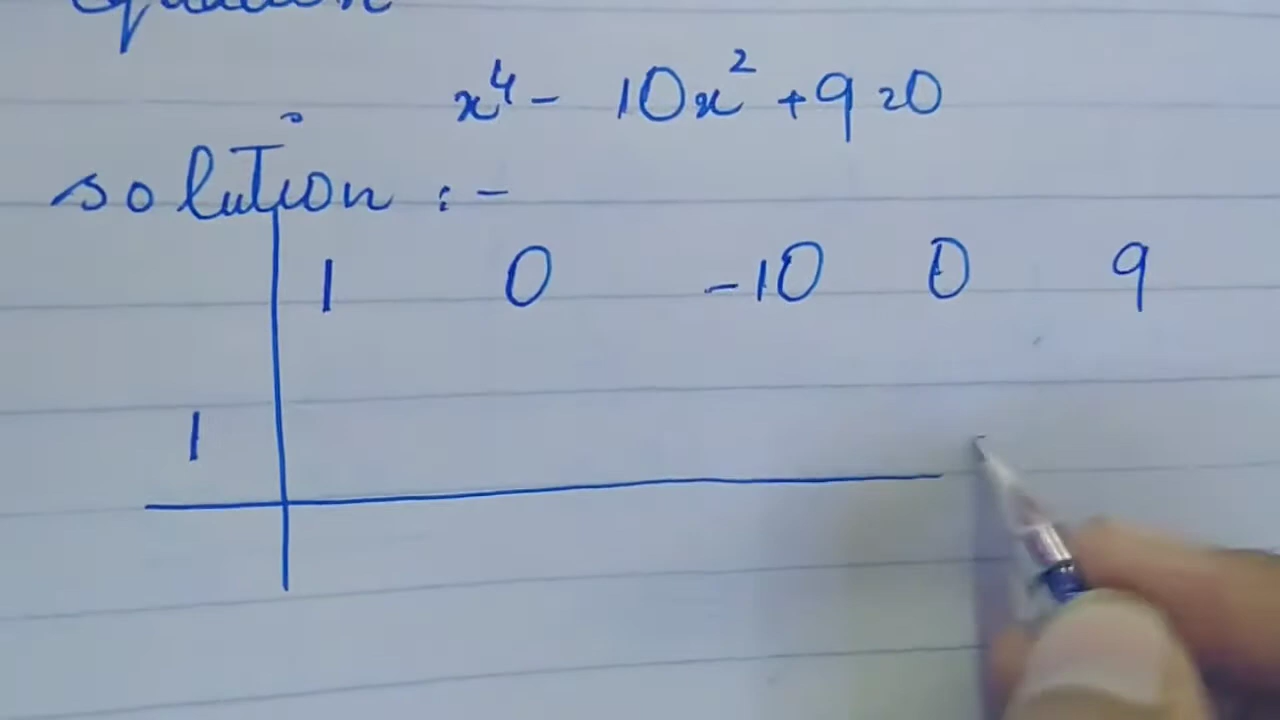 x⁴ - 10x² + 9 = 0
solution :-
1 0 -10 0 9
1